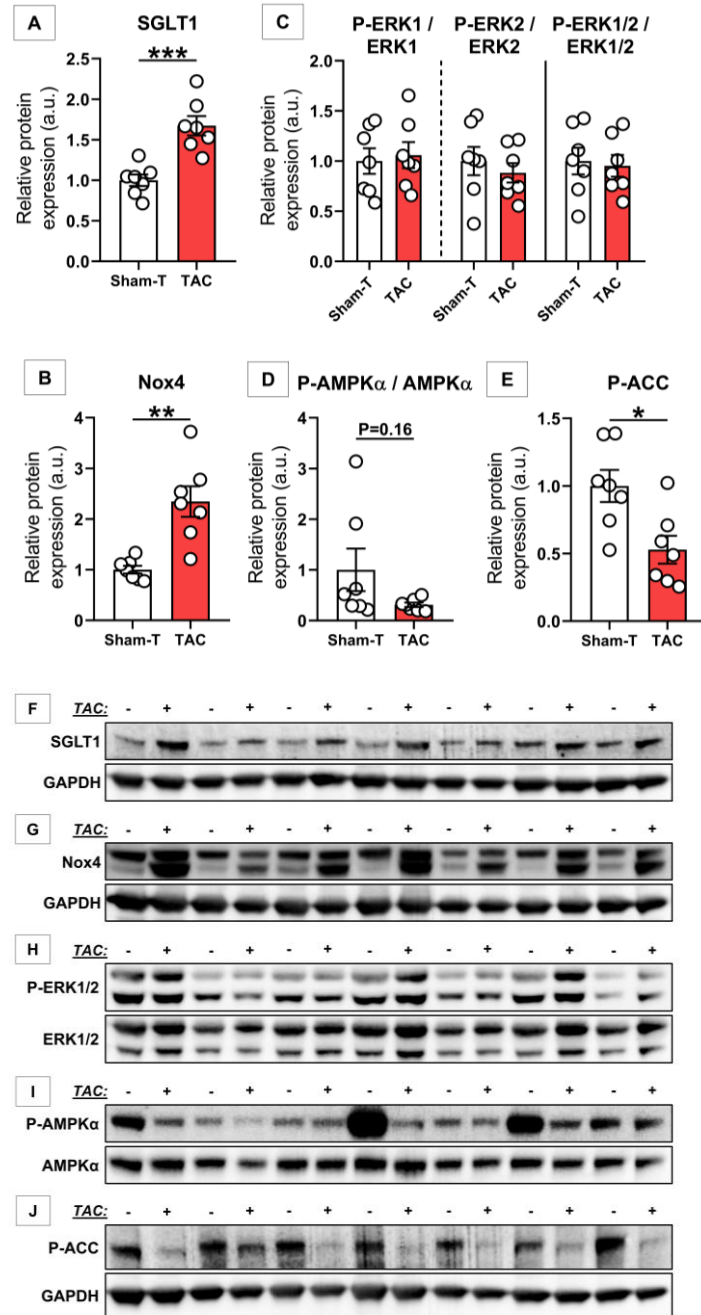 A
SGLT1
***
Relative protein
expression (a.u.)
2.5
2.0
1.5
1.0
0.5
0.0
Sham-T TAC
C
P-ERK1 /
ERK1
P-ERK2 /
ERK2
P-ERK1/2 /
ERK1/2
Relative protein
expression (a.u.)
2.0
1.5
1.0
0.5
0.0
Sham-T TAC Sham-T TAC Sham-T TAC
B
Nox4
**
Relative protein
expression (a.u.)
4
3
2
1
0
Sham-T TAC
D
P-AMPKα / AMPKα
P=0.16
Relative protein
expression (a.u.)
4
3
2
1
0
Sham-T TAC
E
P-ACC
*
Relative protein
expression (a.u.)
1.5
1.0
0.5
0.0
Sham-T TAC
F
TAC: - + - + - + - + - + - + - +
SGLT1
GAPDH
G
TAC: - + - + - + - + - + - + - +
Nox4
GAPDH
H
TAC: - + - + - + - + - + - + - +
P-ERK1/2
ERK1/2
I
TAC: - + - + - + - + - + - + - +
P-AMPKα
AMPKα
J
TAC: - + - + - + - + - + - + - +
P-ACC
GAPDH